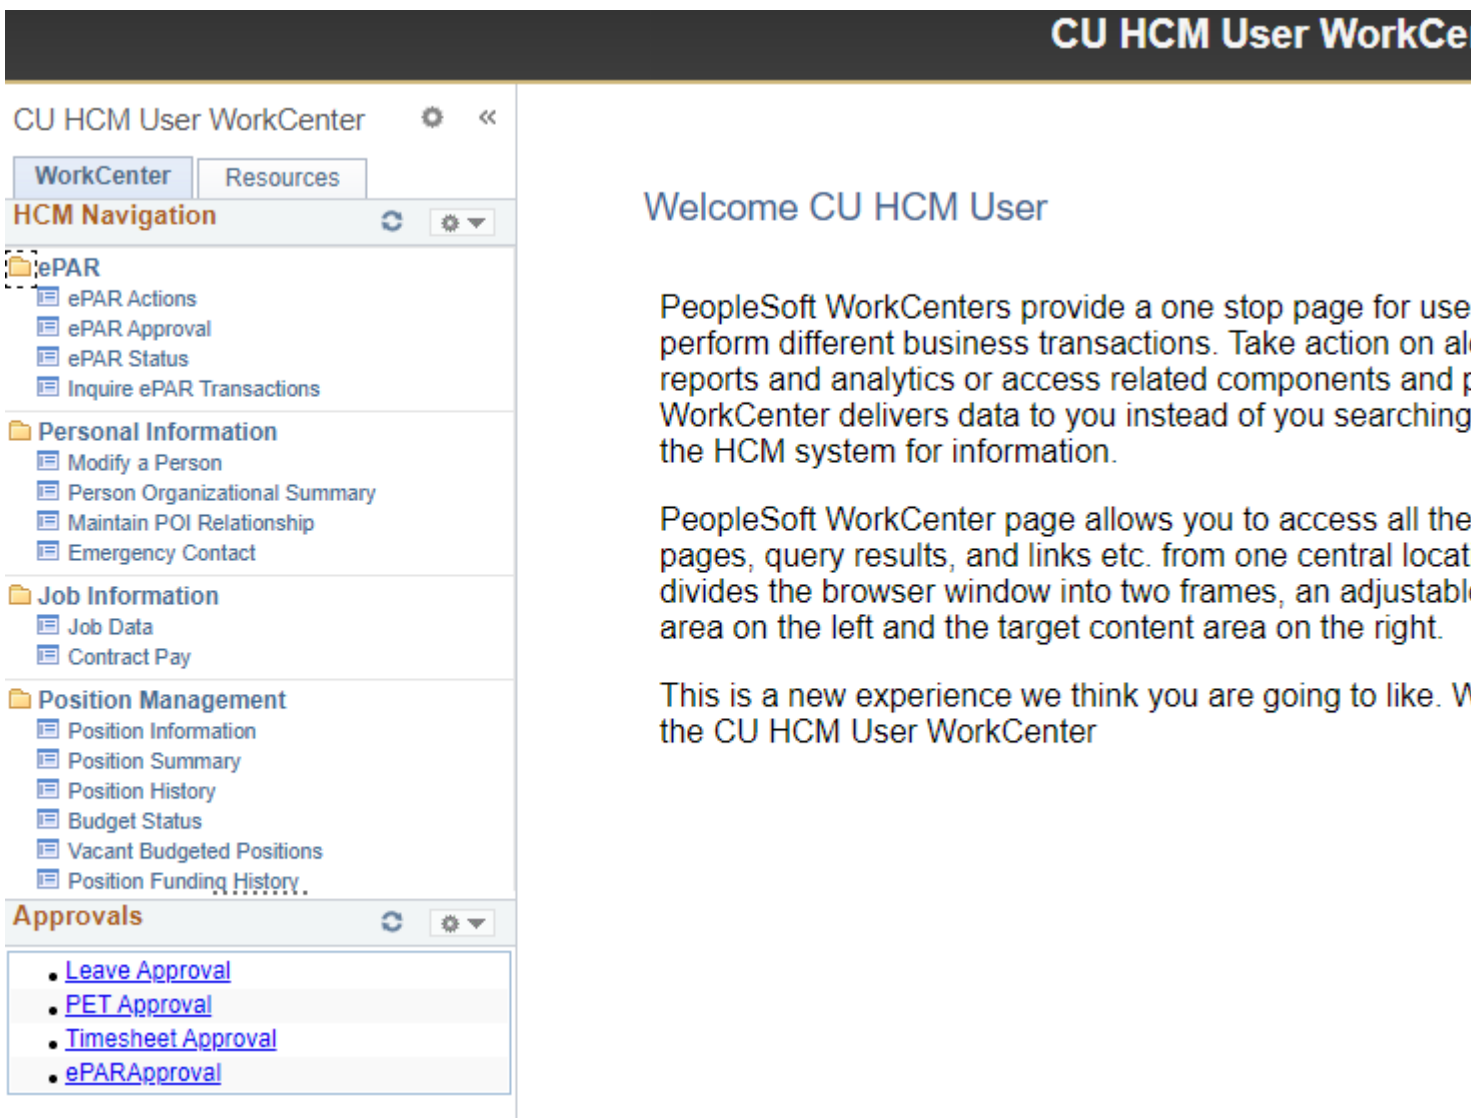 CU HCM User WorkCe
CU HCM User WorkCenter
WorkCenter
Resources
HCM Navigation
ePAR
ePAR Actions
ePAR Approval
ePAR Status
Inquire ePAR Transactions
Personal Information
Modify a Person
Person Organizational Summary
Maintain POI Relationship
Emergency Contact
Job Information
Job Data
Contract Pay
Position Management
Position Information
Position Summary
Position History
Budget Status
Vacant Budgeted Positions
Position Funding History
Approvals
Leave Approval
PET Approval
Timesheet Approval
ePARApproval
Welcome CU HCM User
PeopleSoft WorkCenters provide a one stop page for use
perform different business transactions. Take action on al
reports and analytics or access related components and p
WorkCenter delivers data to you instead of you searching
the HCM system for information.
PeopleSoft WorkCenter page allows you to access all the
pages, query results, and links etc. from one central locat
divides the browser window into two frames, an adjustabl
area on the left and the target content area on the right.
This is a new experience we think you are going to like. W
the CU HCM User WorkCenter